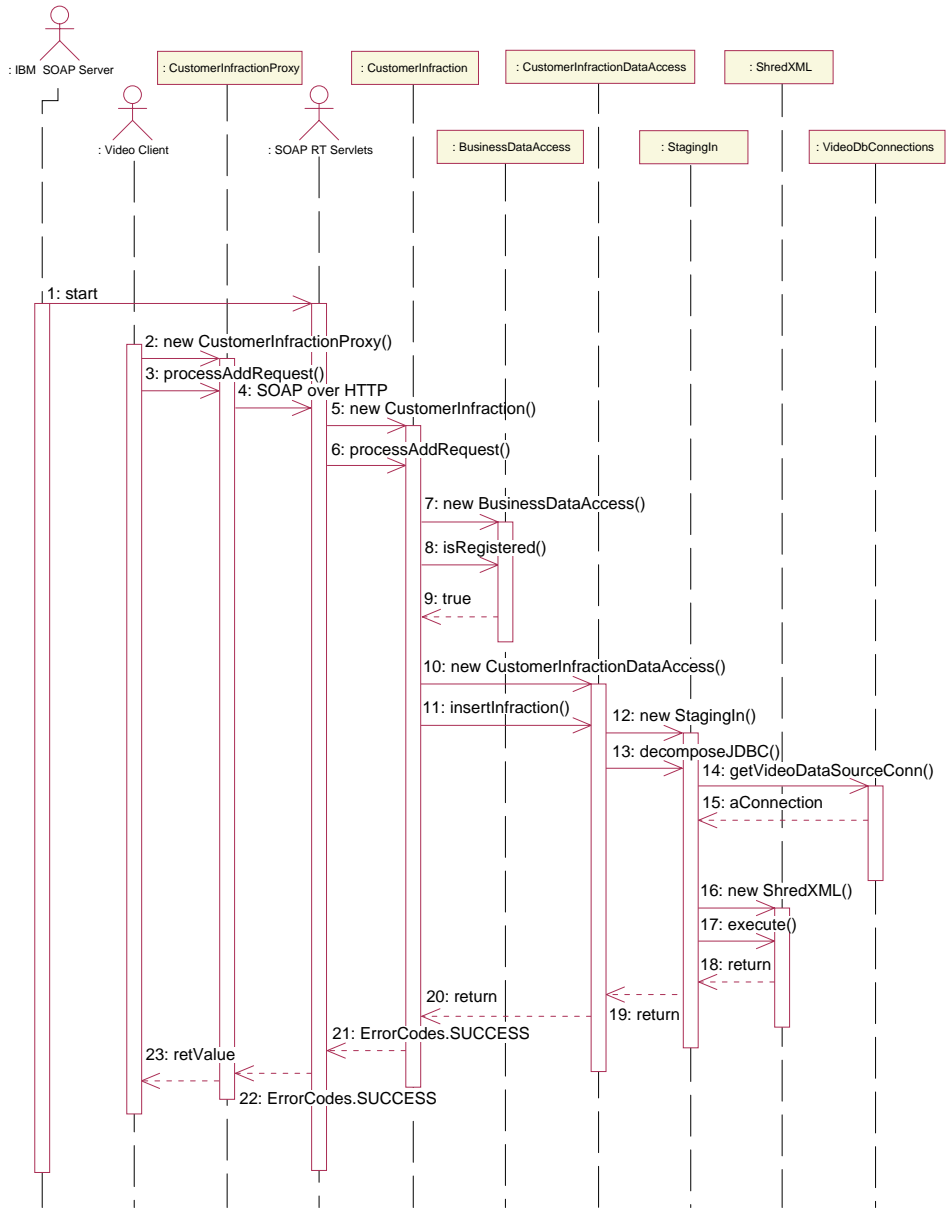 : IBM  SOAP Server
: CustomerInfractionProxy
: CustomerInfraction
: CustomerInfractionDataAccess
: ShredXML
: Video Client
: SOAP RT Servlets
: BusinessDataAccess
: StagingIn
: VideoDbConnections
1: start
2: new CustomerInfractionProxy()
3: processAddRequest()
4: SOAP over HTTP
5: new CustomerInfraction()
6: processAddRequest()
7: new BusinessDataAccess()
8: isRegistered()
9: true
10: new CustomerInfractionDataAccess()
11: insertInfraction()
12: new StagingIn()
13: decomposeJDBC()
14: getVideoDataSourceConn()
15: aConnection
16: new ShredXML()
17: execute()
18: return
19: return
20: return
21: ErrorCodes.SUCCESS
22: ErrorCodes.SUCCESS
23: retValue